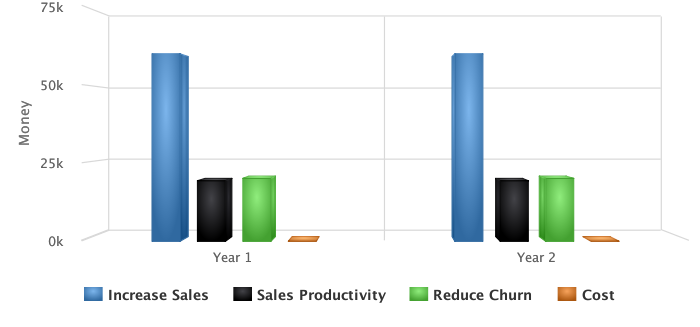 75k
50k
25k
0k
Money
Year 1 Year 2
Increase Sales Sales Productivity Reduce Churn Cost